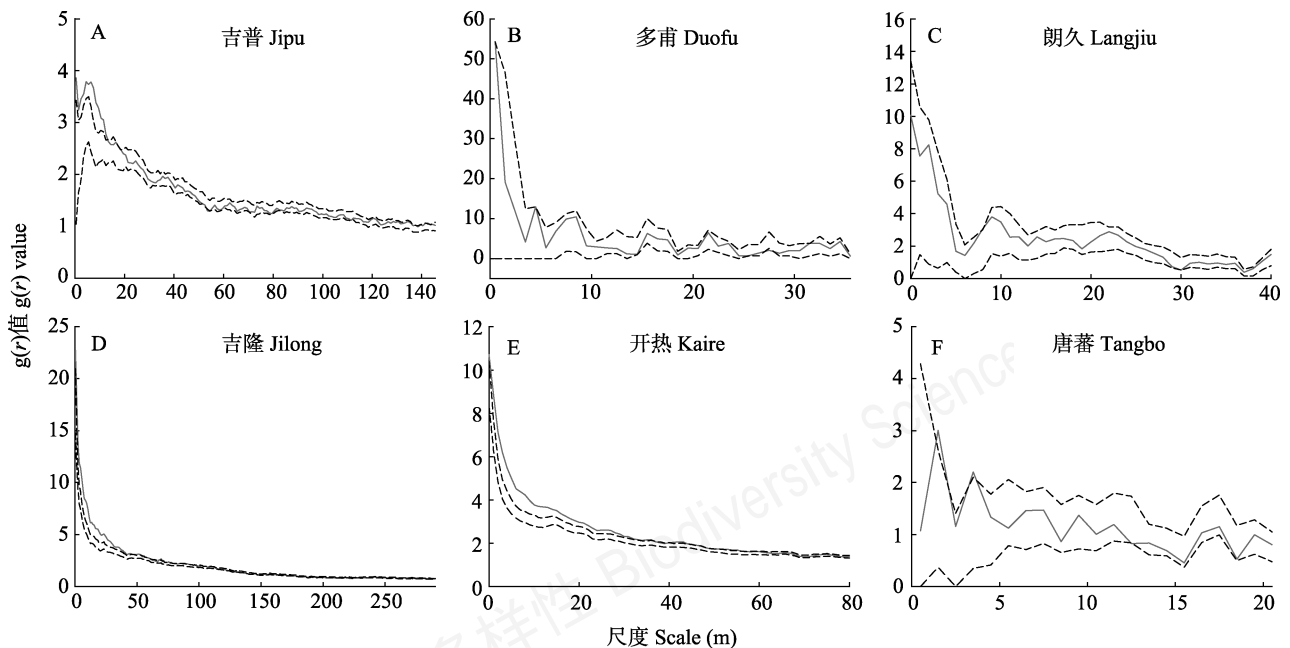 A
吉普 Jipu
5
4
3
2
1
0
0 20 40 60 80 100 120 140
B
多甫 Duofu
60
50
40
30
20
10
0
0 10 20 30
C
朗久 Langjiu
16
14
12
10
8
6
4
2
0
0 10 20 30 40
g(r)值 g(r) value
D
吉隆 Jilong
25
20
15
10
5
0
0 50 100 150 200 250
E
开热 Kaire
12
10
8
6
4
2
0
0 20 40 60 80
F
唐蕃 Tangbo
5
4
3
2
1
0
0 5 10 15 20
尺度 Scale (m)
多样性 Biodiversity Science